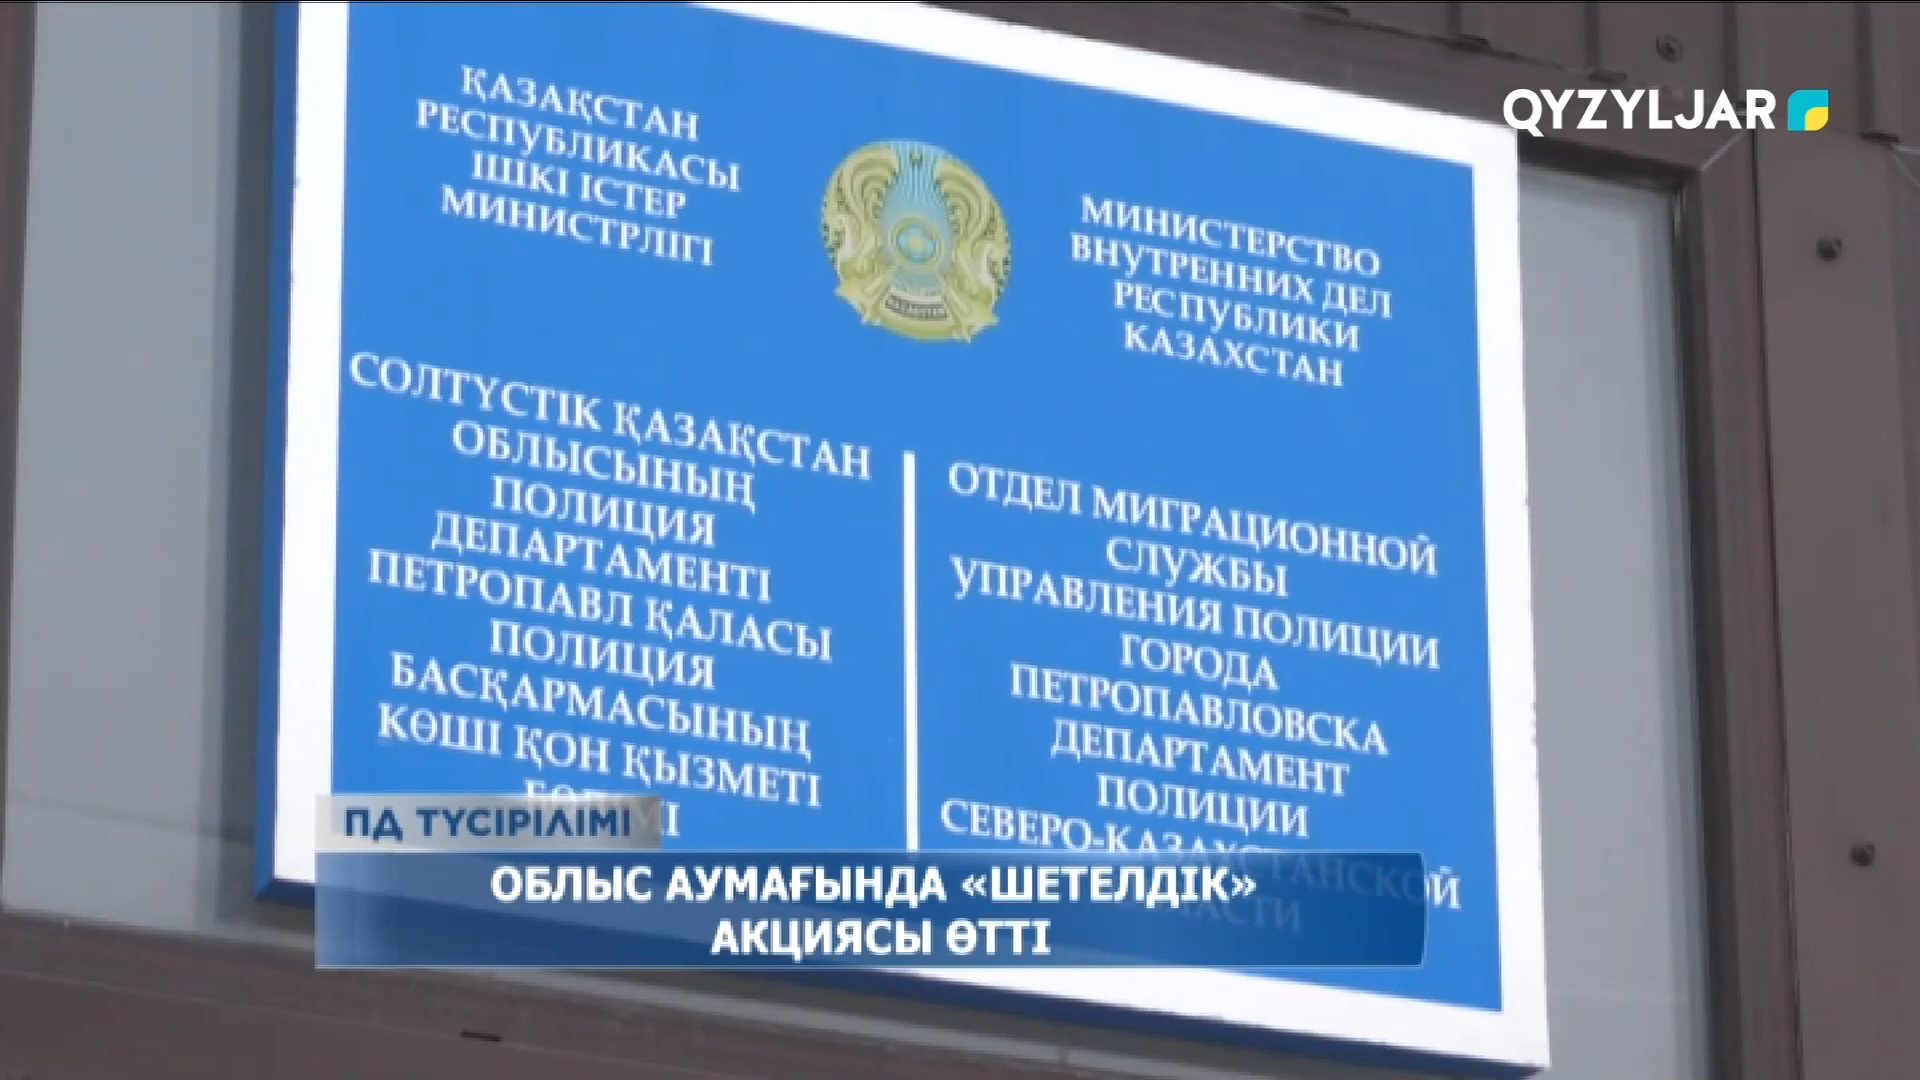 QYZYLJAR
ҚАЗАҚСТАН
РЕСПУБЛИКАСЫ
ІШКІ ІСТЕР
МИНИСТРЛІГІ
МИНИСТЕРСТВО
ВНУТРЕННИХ ДЕЛ
РЕСПУБЛИКИ
КАЗАХСТАН
СОЛТҮСТІК ҚАЗАҚСТАН
ОБЛЫСЫНЫҢ
ПОЛИЦИЯ
ДЕПАРТАМЕНТІ
ПЕТРОПАВЛ ҚАЛАСЫ
ПОЛИЦИЯ
БАСҚАРМАСЫНЫҢ
КӨШІ ҚОН ҚЫЗМЕТІ
ОТДЕЛ МИГРАЦИОННОЙ
СЛУЖБЫ
УПРАВЛЕНИЯ ПОЛИЦИИ
ГОРОДА
ПЕТРОПАВЛОВСКА
ДЕПАРТАМЕНТ
ПОЛИЦИИ
СЕВЕРО-КАЗАХСТАНСКОЙ
ПД ТҮСІРІЛІМІ
ОБЛЫС АУМАҒЫНДА «ШЕТЕЛДІК»
АКЦИЯСЫ ӨТТІ